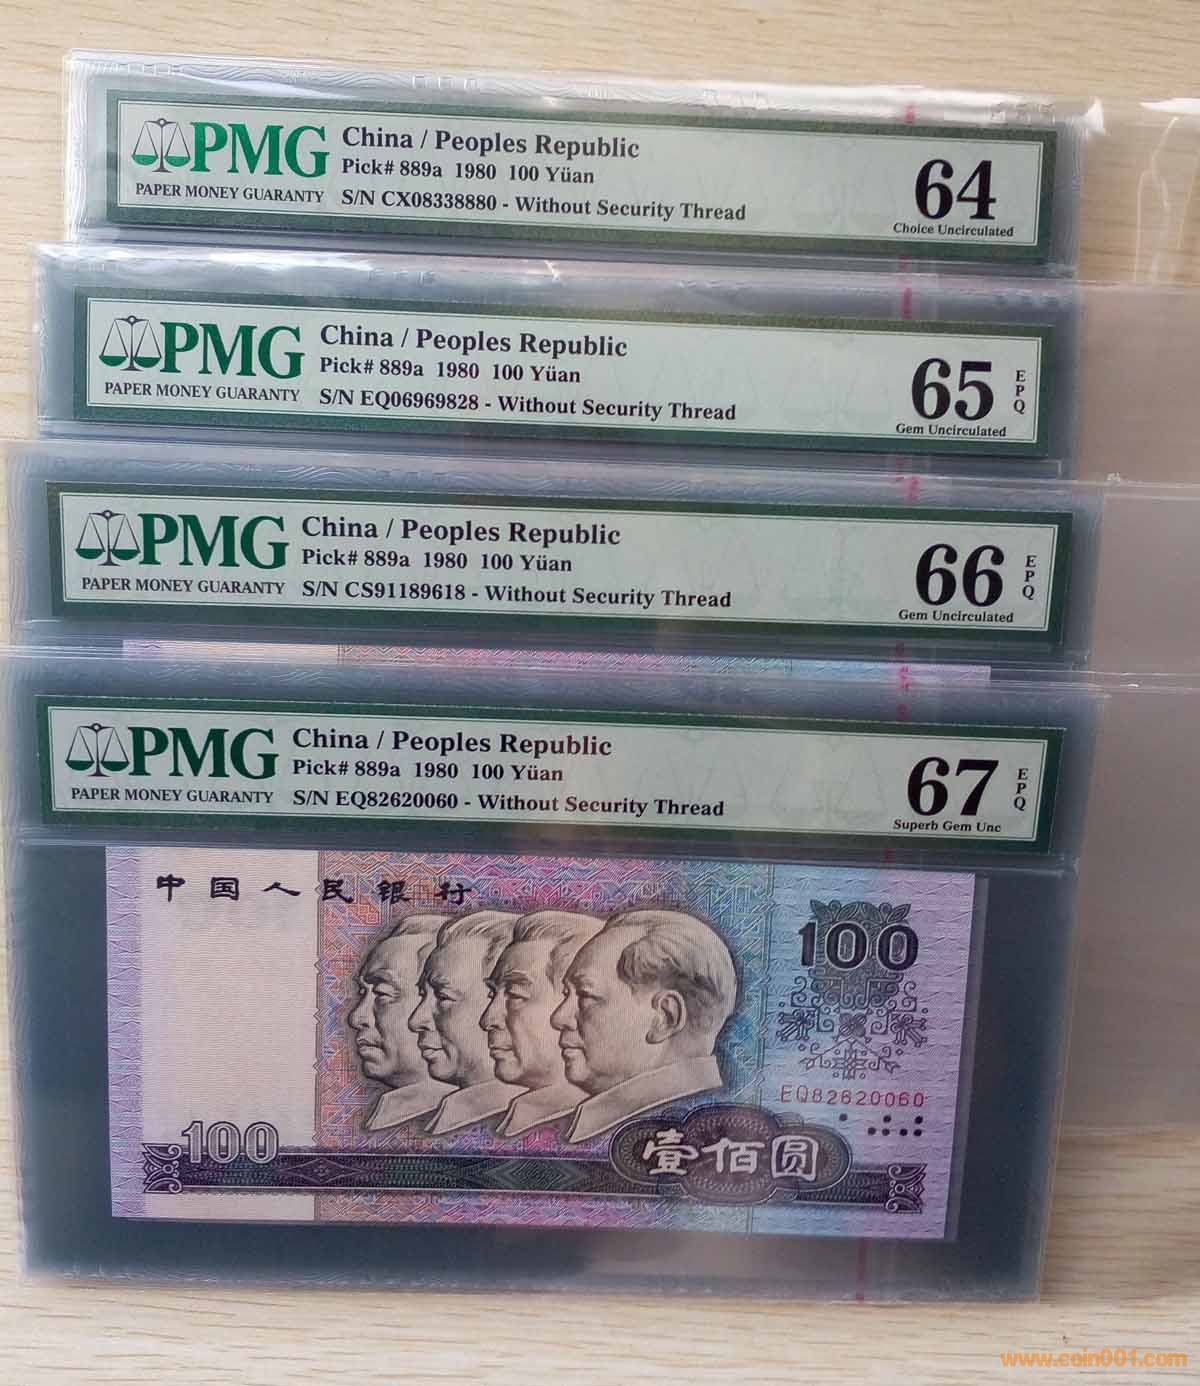 PMG
PAPER MONEY GUARANTY
China / Peoples Republic
Pick# 889a 1980 100 Yüan
S/N CX08338880 - Without Security Thread
64
Choice Uncirculated
PMG
PAPER MONEY GUARANTY
China / Peoples Republic
Pick# 889a 1980 100 Yüan
S/N EQ06969828 - Without Security Thread
65
EPQ
Gem Uncirculated
PMG
PAPER MONEY GUARANTY
China / Peoples Republic
Pick# 889a 1980 100 Yüan
S/N CS91189618 - Without Security Thread
66
EPQ
Gem Uncirculated
PMG
PAPER MONEY GUARANTY
China / Peoples Republic
Pick# 889a 1980 100 Yüan
S/N EQ82620060 - Without Security Thread
67
EPQ
Superb Gem Unc
中国人民银行
100
EQ82620060
100
壹佰圆
www.coin001.com